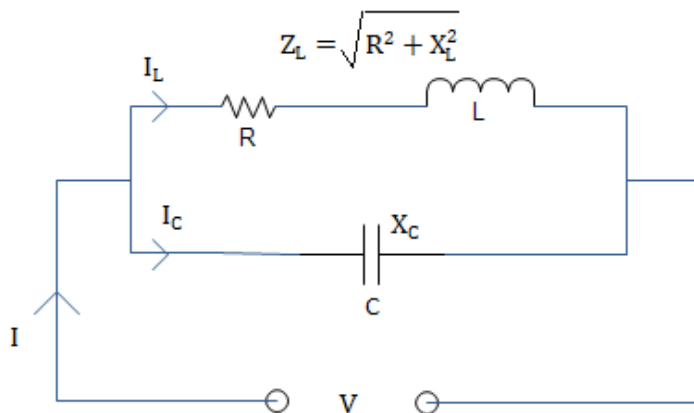 Z_L = √(R² + X_L²)
I_L
R
L
I_C
X_C
C
I
V